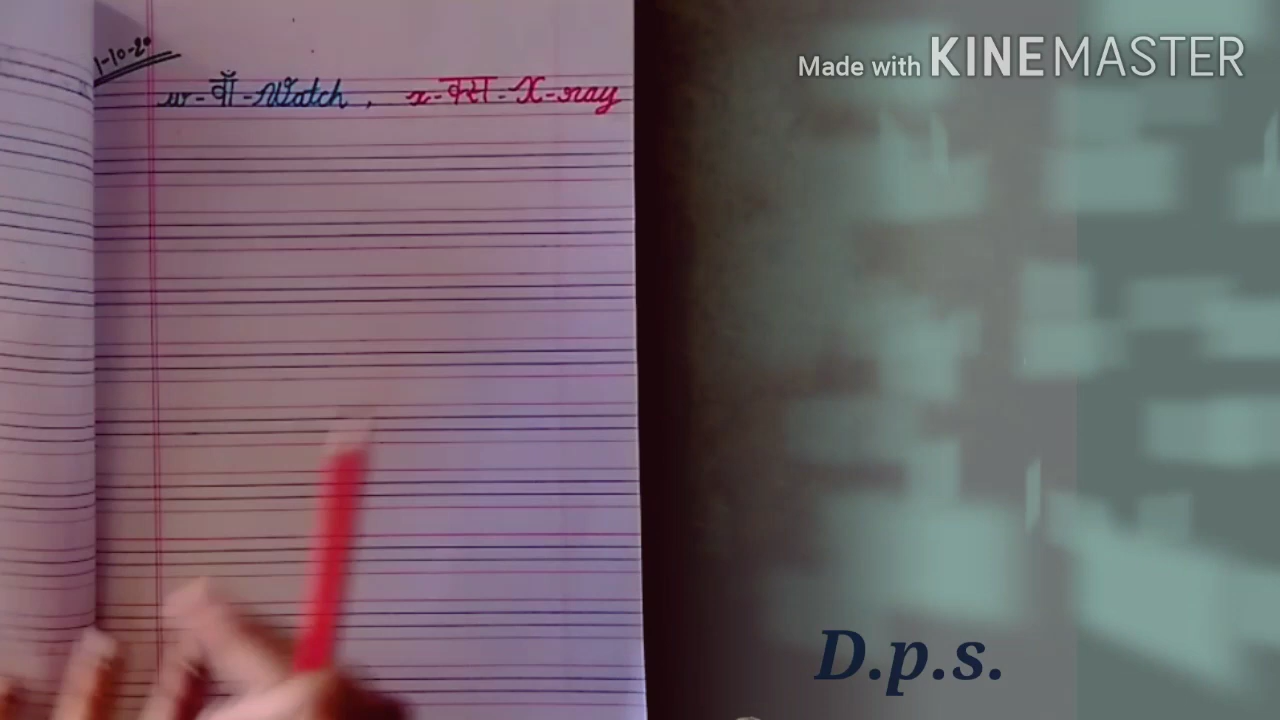 1-10-20
w-वॉ-Watch, x-क्स-X-ray
Made with KINEMASTER
D.p.s.